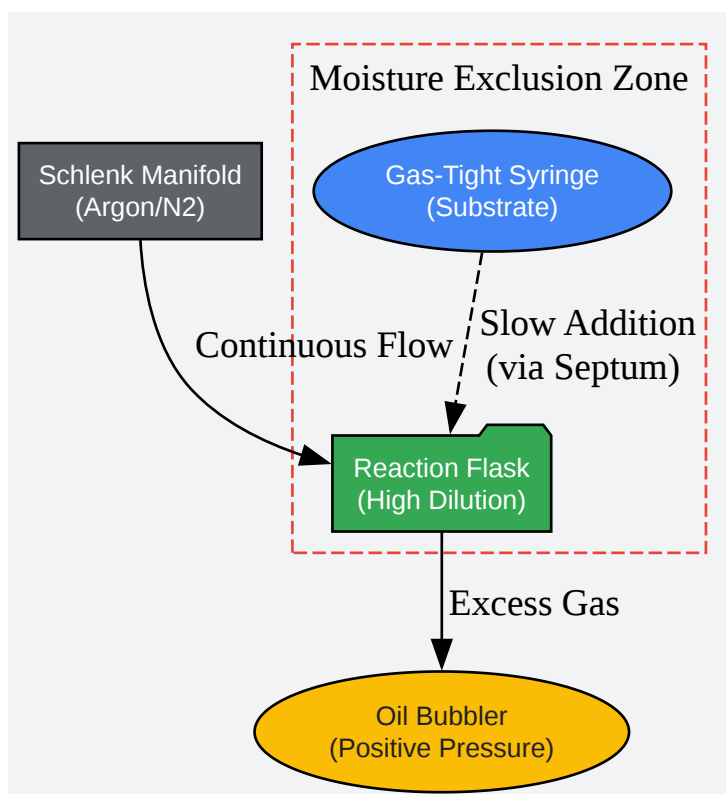 Moisture Exclusion Zone
Schlenk Manifold
(Argon/N2)
Gas-Tight Syringe
(Substrate)
Continuous Flow
Slow Addition
(via Septum)
Reaction Flask
(High Dilution)
Excess Gas
Oil Bubbler
(Positive Pressure)